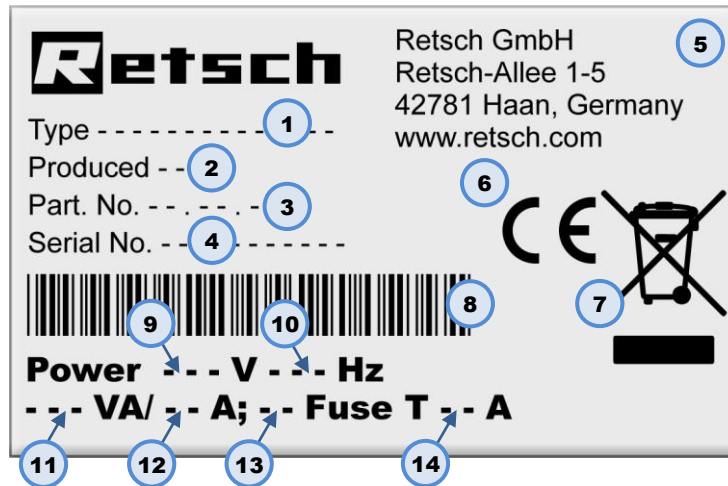 Retsch
Retsch GmbH
Retsch-Allee 1-5
42781 Haan, Germany
www.retsch.com
5
Type - - - - - - - - - - - - - -
1
Produced - -
2
Part. No. - - . - - . -
3
Serial No. - - - - - - - - - -
4
6
CE
7
8
9
10
Power - - - V - - - Hz
- - - VA/ - - A; - - Fuse T - - A
11
12
13
14